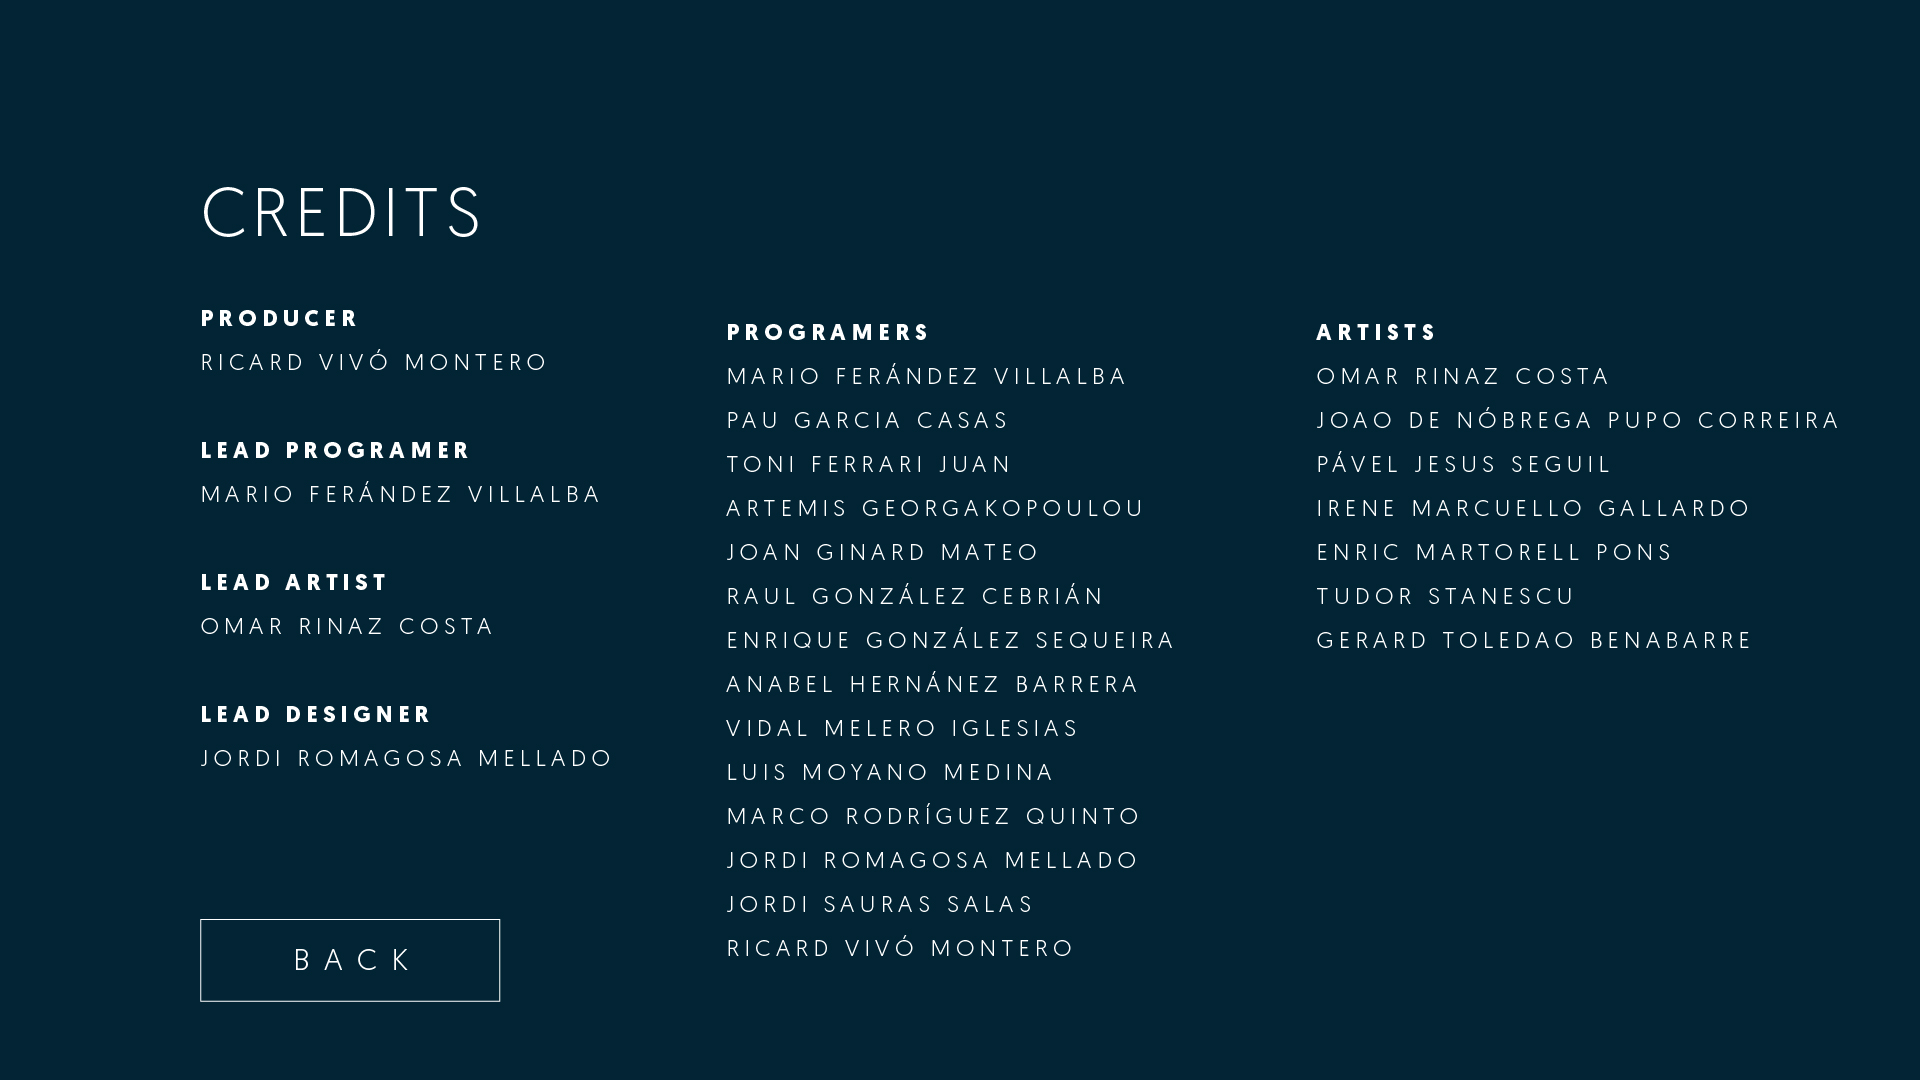 CREDITS
PRODUCER
RICARD VIVÓ MONTERO
LEAD PROGRAMER
MARIO FERÁNDEZ VILLALBA
LEAD ARTIST
OMAR RINAZ COSTA
LEAD DESIGNER
JORDI ROMAGOSA MELLADO
BACK
PROGRAMERS
MARIO FERÁNDEZ VILLALBA
PAU GARCIA CASAS
TONI FERRARI JUAN
ARTEMIS GEORGAKOPOULOU
JOAN GINARD MATEO
RAUL GONZÁLEZ CEBRIÁN
ENRIQUE GONZÁLEZ SEQUEIRA
ANABEL HERNÁNEZ BARRERA
VIDAL MELERO IGLESIAS
LUIS MOYANO MEDINA
MARCO RODRÍGUEZ QUINTO
JORDI ROMAGOSA MELLADO
JORDI SAURAS SALAS
RICARD VIVÓ MONTERO
ARTISTS
OMAR RINAZ COSTA
JOAO DE NÓBREGA PUPO CORREIRA
PÁVEL JESUS SEGUIL
IRENE MARCUELLO GALLARDO
ENRIC MARTORELL PONS
TUDOR STANESCU
GERARD TOLEDAO BENABARRE